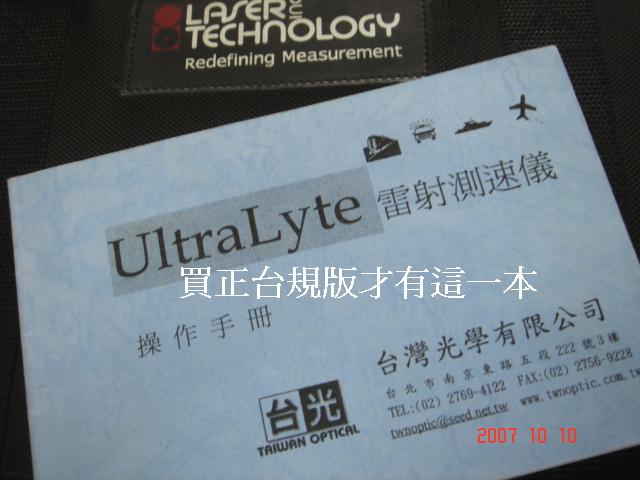 LASER
TECHNOLOGY
INC
Redefining Measurement
UltraLyte 雷射測速儀
買正台規版才有這一本
操作手冊
台灣光學有限公司
台北市南京東路五段222號3樓
TEL:(02) 2769-4122 FAX:(02) 2756-9228
twnoptic@seed.net.tw www.twnoptic.com.tw
台光
TAIWAN OPTICAL
2007 10 10